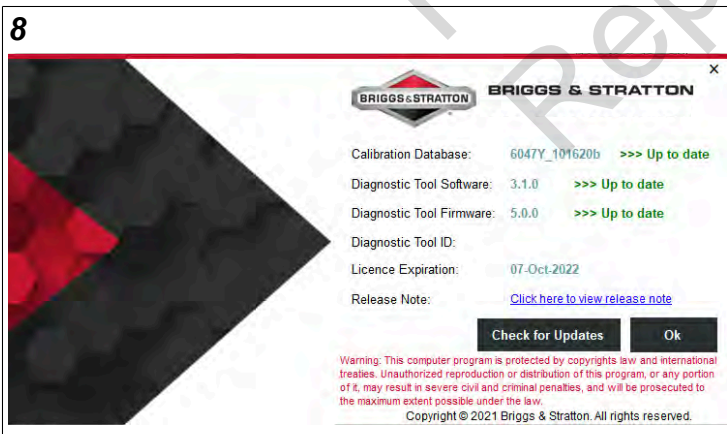 8
BRIGGS & STRATTON
BRIGGS & STRATTON
Calibration Database: 6047Y_101620b >>> Up to date
Diagnostic Tool Software: 3.1.0 >>> Up to date
Diagnostic Tool Firmware: 5.0.0 >>> Up to date
Diagnostic Tool ID:
Licence Expiration: 07-Oct-2022
Release Note: Click here to view release note
Check for Updates Ok
Warning: This computer program is protected by copyrights law and international
treaties. Unauthorized reproduction or distribution of this program, or any portion
of it, may result in severe civil and criminal penalties, and will be prosecuted to
the maximum extent possible under the law.
Copyright © 2021 Briggs & Stratton. All rights reserved.